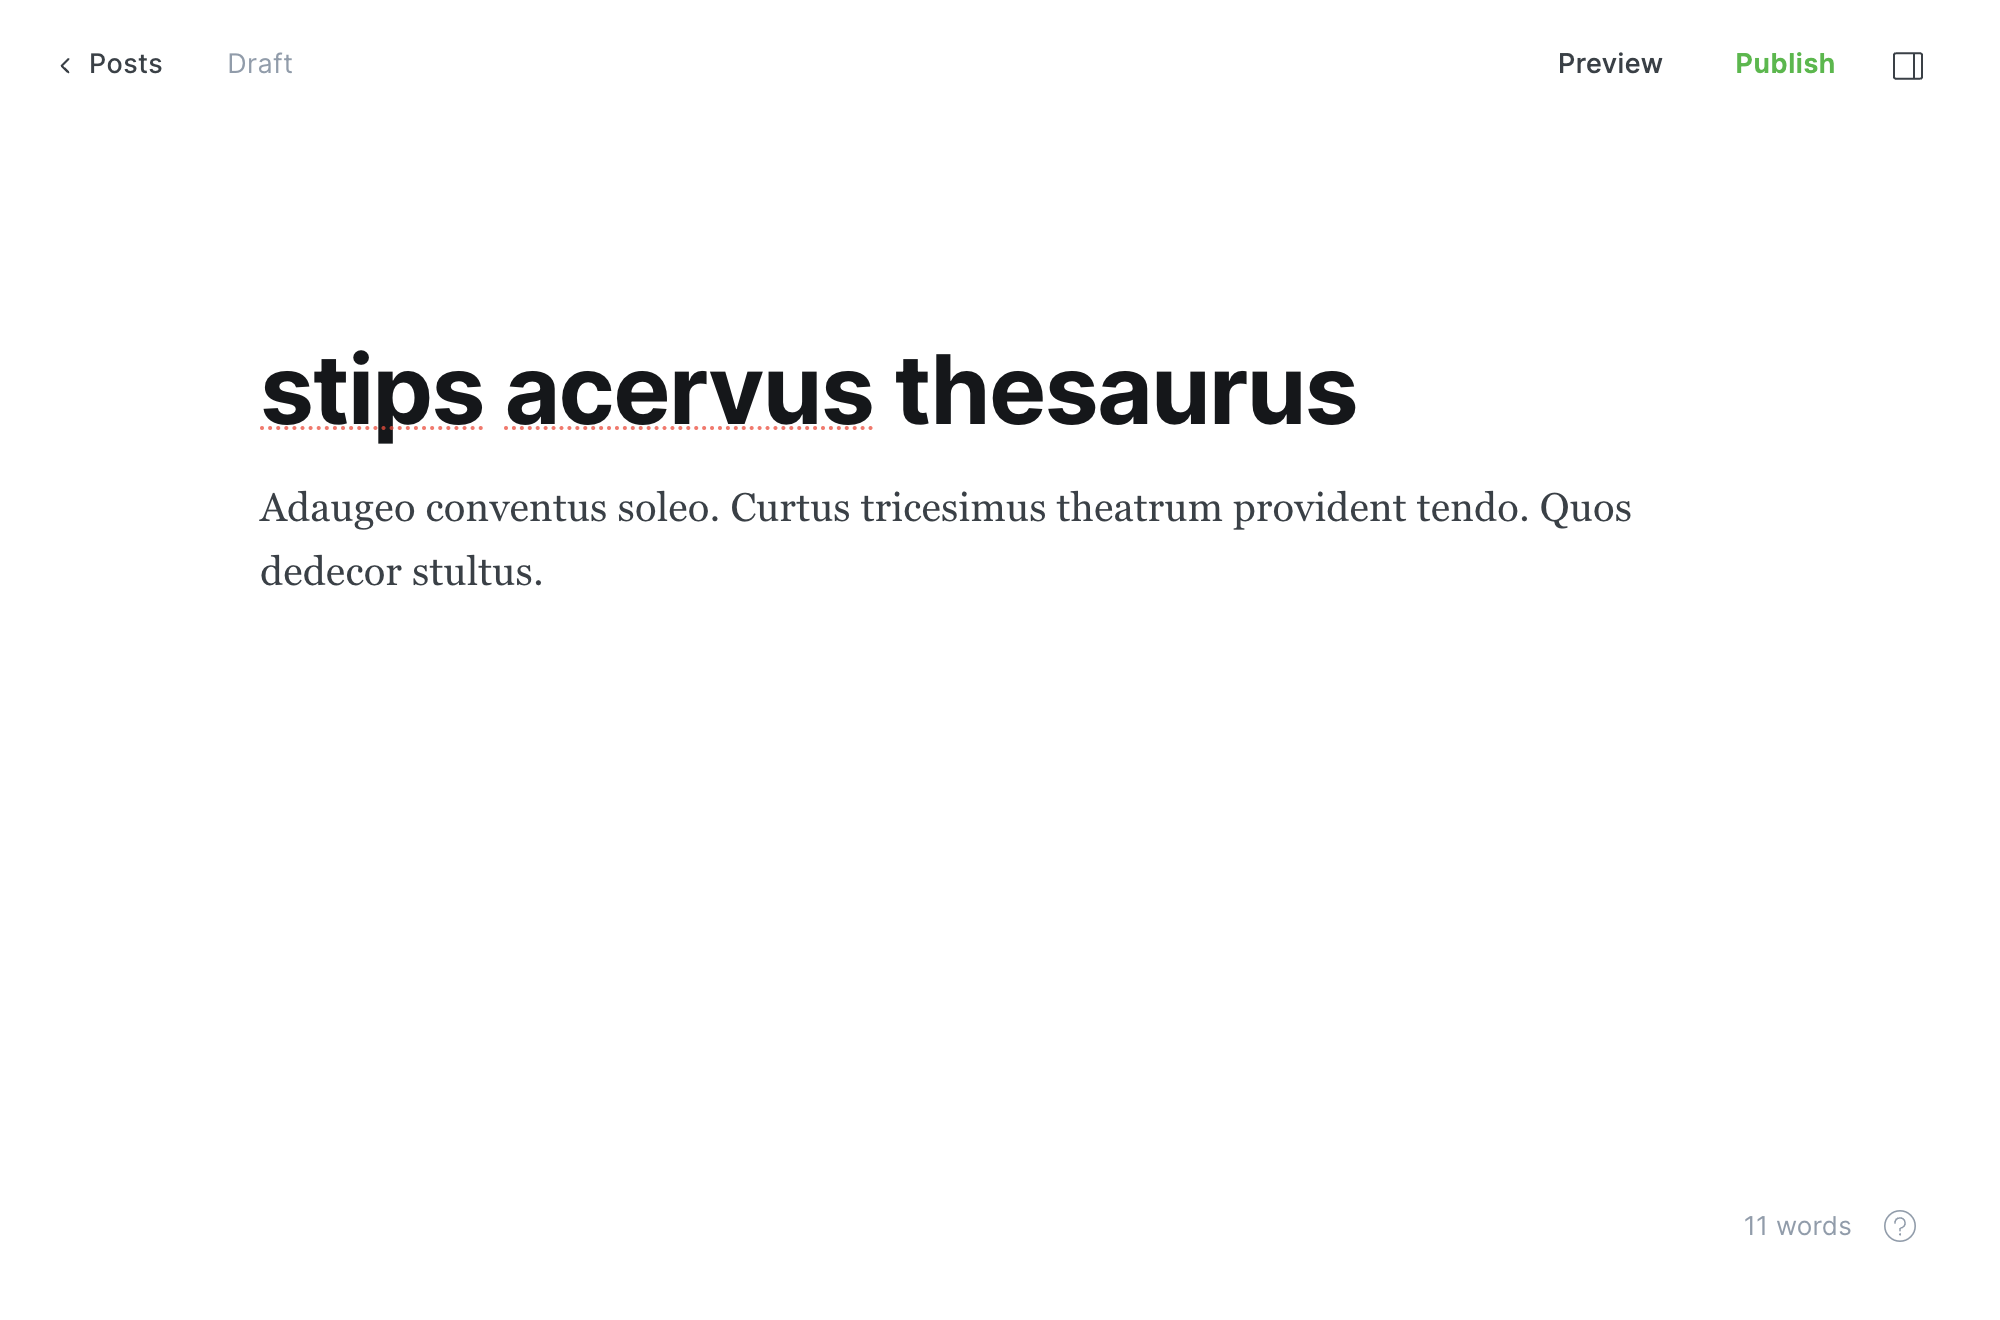 Posts
Draft
Preview
Publish
stips acervus thesaurus
Adaugeo conventus soleo. Curtus tricesimus theatrum provident tendo. Quos
dedecor stultus.
11 words
?